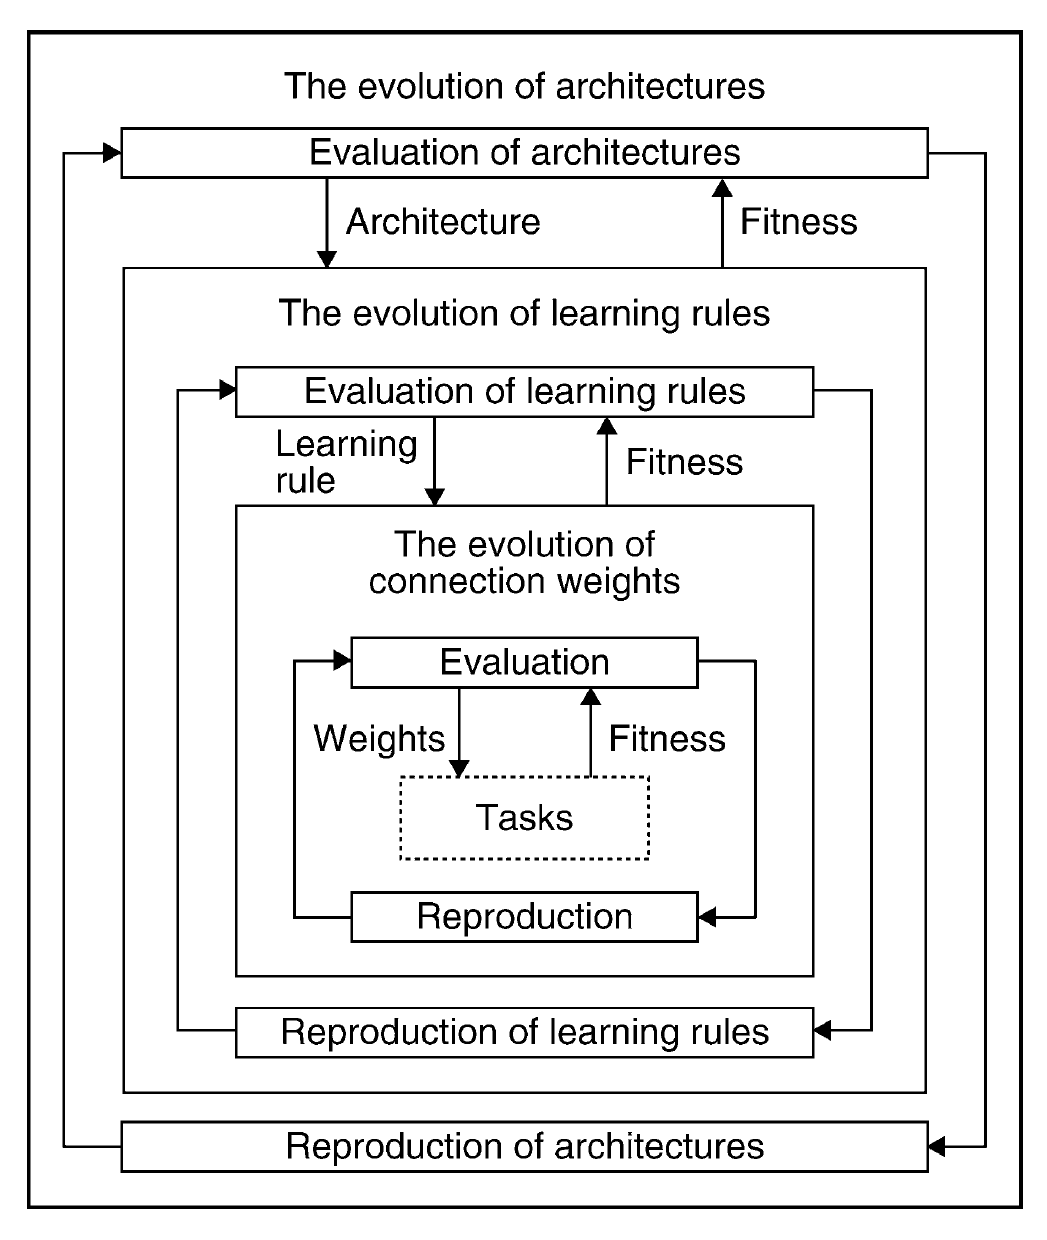 The evolution of architectures
Evaluation of architectures
Architecture
Fitness
The evolution of learning rules
Evaluation of learning rules
Learning
rule
Fitness
The evolution of
connection weights
Evaluation
Weights
Fitness
Tasks
Reproduction
Reproduction of learning rules
Reproduction of architectures